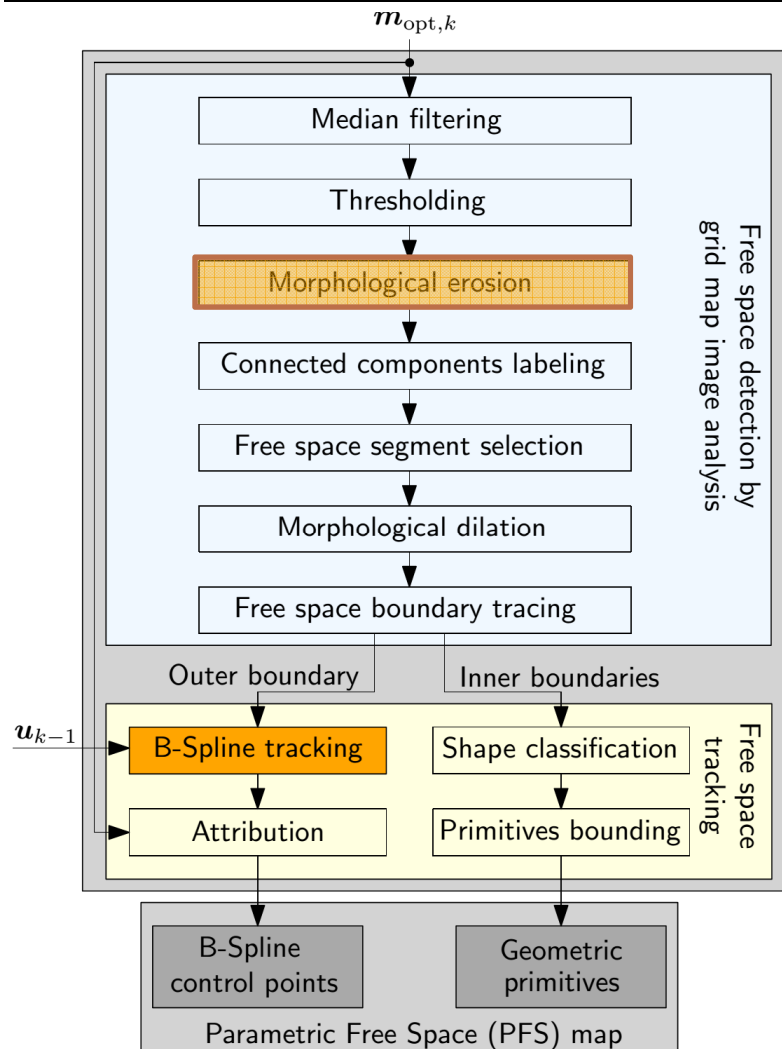 m_opt,k
Median filtering
Thresholding
Morphological erosion
Connected components labeling
Free space segment selection
Morphological dilation
Free space boundary tracing
Free space detection by
grid map image analysis
Outer boundary
Inner boundaries
u_k−1
B-Spline tracking
Shape classification
Attribution
Primitives bounding
Free space
tracking
B-Spline
control points
Geometric
primitives
Parametric Free Space (PFS) map